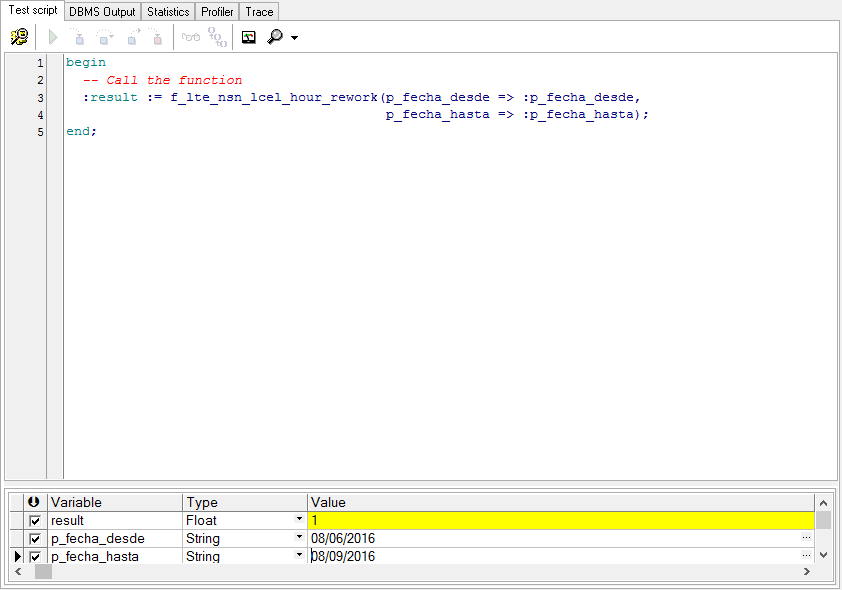 Test script DBMS Output Statistics Profiler Trace
1 begin
2 -- Call the function
3 :result := f_lte_nsn_lcel_hour_rework(p_fecha_desde => :p_fecha_desde,
4 p_fecha_hasta => :p_fecha_hasta);
5 end;
Variable Type Value
result Float 1
p_fecha_desde String 08/06/2016 ...
p_fecha_hasta String 08/09/2016 ...